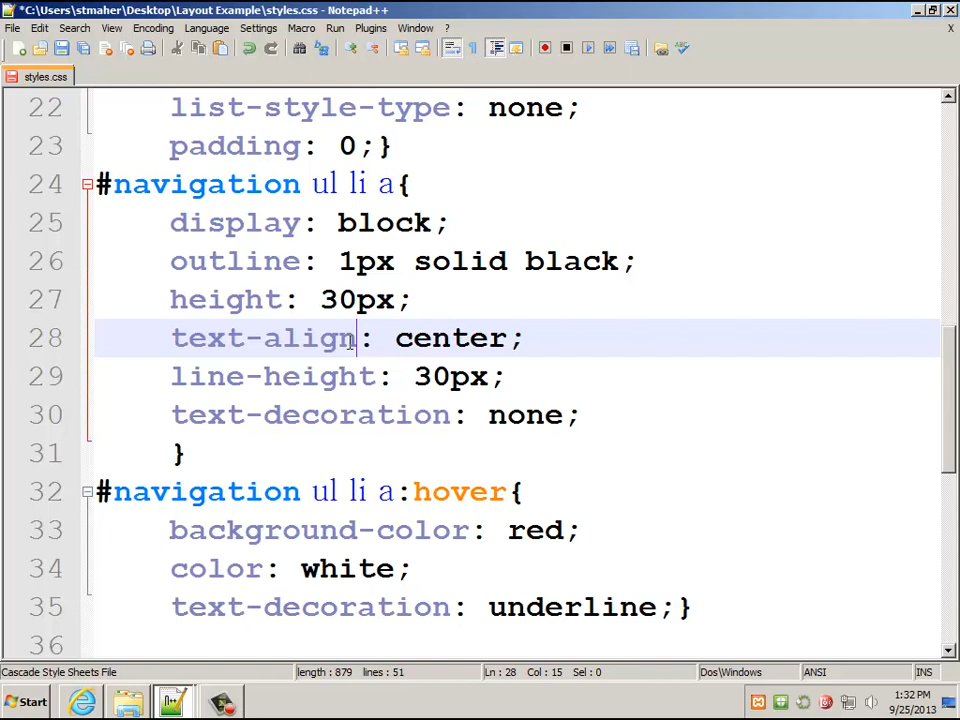 *C:\Users\stmaher\Desktop\Layout Example\styles.css - Notepad++
File Edit Search View Encoding Language Settings Macro Run Plugins Window ? X
styles.css
22 list-style-type: none;
23 padding: 0;}
24 #navigation ul li a{
25 display: block;
26 outline: 1px solid black;
27 height: 30px;
28 text-align: center;
29 line-height: 30px;
30 text-decoration: none;
31 }
32 #navigation ul li a:hover{
33 background-color: red;
34 color: white;
35 text-decoration: underline;}
36
Cascade Style Sheets File length : 879 lines : 51 Ln : 28 Col : 15 Sel : 0 Dos\Windows ANSI INS
Start 1:32 PM
9/25/2013